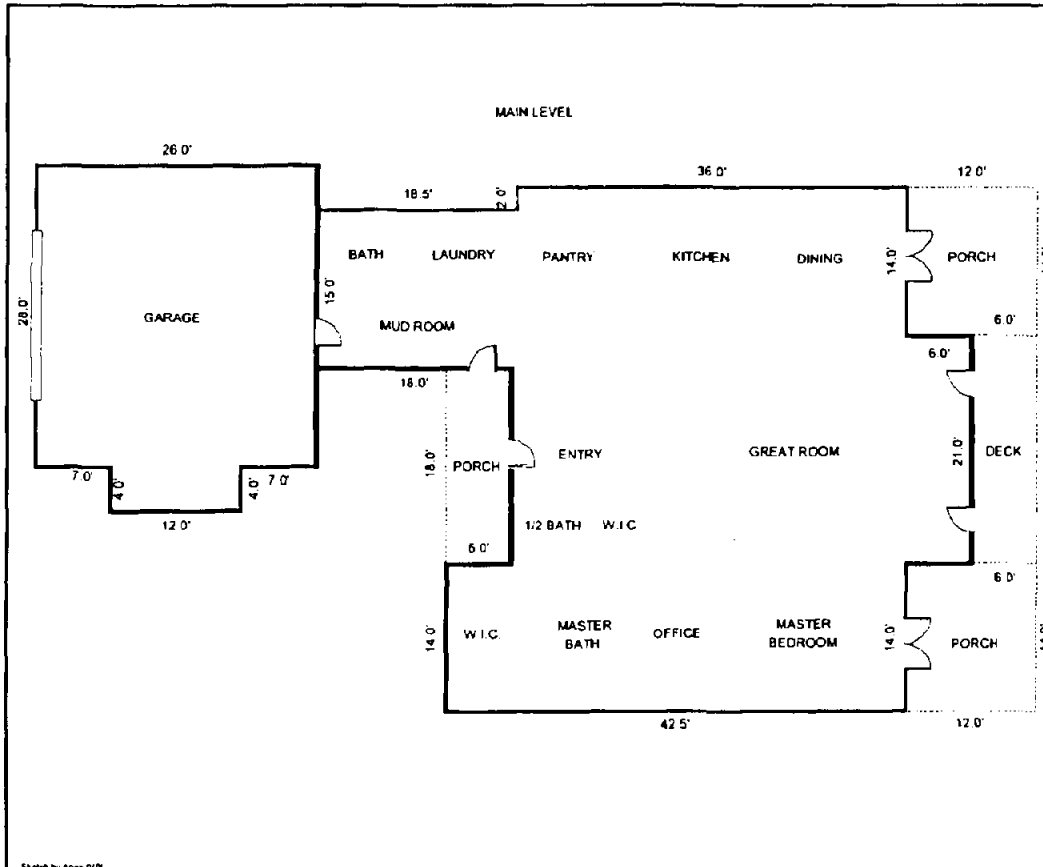 MAIN LEVEL
26.0'
18.5'
2.0'
36.0'
12.0'
BATH
LAUNDRY
PANTRY
KITCHEN
DINING
14.0'
PORCH
28.0'
GARAGE
15.0'
MUD ROOM
6.0'
6.0'
18.0'
18.0'
PORCH
ENTRY
GREAT ROOM
21.0'
DECK
7.0'
4.0'
4.0'
7.0'
12.0'
1/2 BATH W.I.C
6.0'
6.0'
14.0'
W.I.C.
MASTER
BATH
OFFICE
MASTER
BEDROOM
14.0'
PORCH
14.0'
42.5'
12.0'